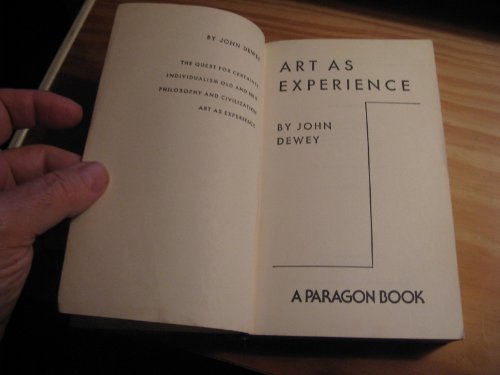 BY JOHN DEWEY
THE QUEST FOR CERTAINTY
INDIVIDUALISM OLD AND NEW
PHILOSOPHY AND CIVILIZATION
ART AS EXPERIENCE
ART AS
EXPERIENCE
BY JOHN
DEWEY
A PARAGON BOOK